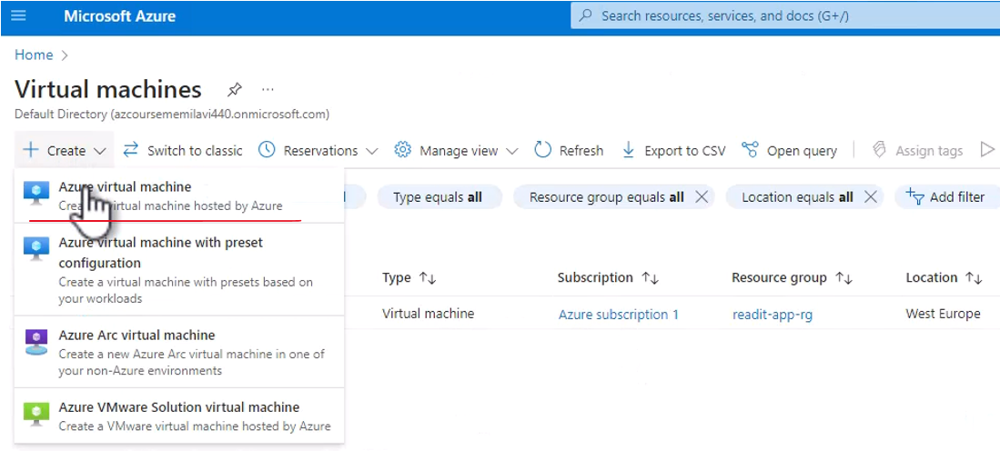 Microsoft Azure
Search resources, services, and docs (G+/)
Home
Virtual machines
Default Directory (azcoursememilavi440.onmicrosoft.com)
Create
Switch to classic
Reservations
Manage view
Refresh
Export to CSV
Open query
Assign tags
Azure virtual machine
virtual machine hosted by Azure
Type equals all
Resource group equals all
Location equals all
Add filter
Azure virtual machine with preset
configuration
Create a virtual machine with presets based on
your workloads
Type
Subscription
Resource group
Location
Virtual machine
Azure subscription 1
readit-app-rg
West Europe
Azure Arc virtual machine
Create a new Azure Arc virtual machine in one of
your non-Azure environments
Azure VMware Solution virtual machine
Create a VMware virtual machine hosted by Azure